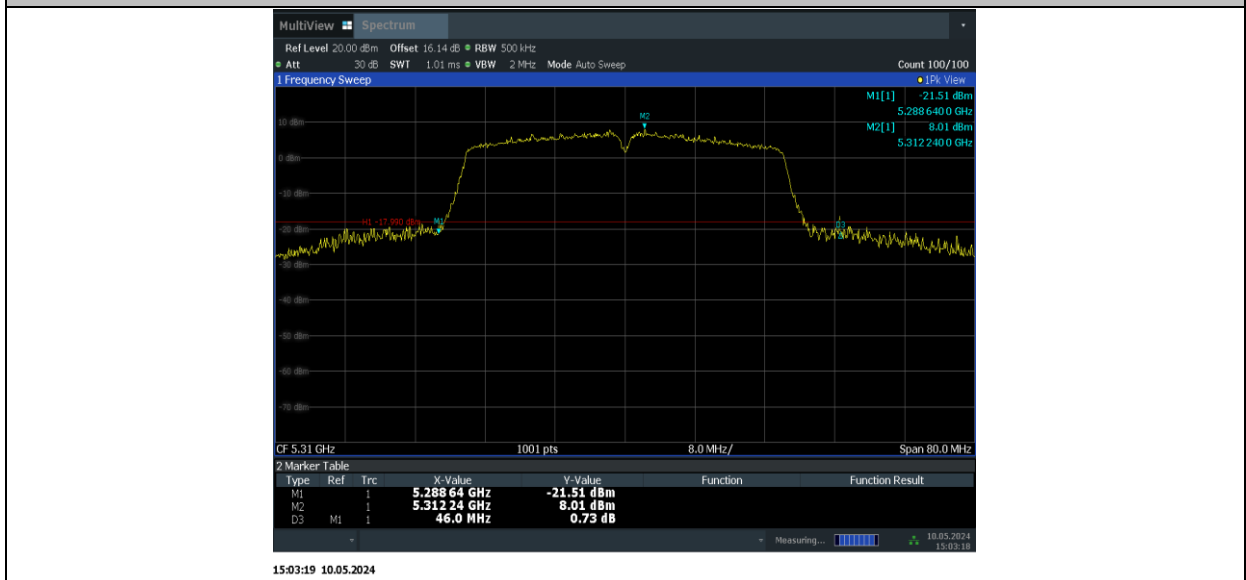 MultiView Spectrum
Ref Level 20.00 dBm Offset 16.14 dB RBW 500 kHz
Att 30 dB SWT 1.01 ms VBW 2 MHz Mode Auto Sweep Count 100/100
1 Frequency Sweep 1Pk View
M1[1] -21.51 dBm
5.288 640 0 GHz
M2
10 dBm
M2[1] 8.01 dBm
5.312 240 0 GHz
0 dBm
-10 dBm
H1 -17.990 dBm M1
D3
-20 dBm
-30 dBm
-40 dBm
-50 dBm
-60 dBm
-70 dBm
CF 5.31 GHz 1001 pts 8.0 MHz/ Span 80.0 MHz
2 Marker Table
Type Ref Trc X-Value Y-Value Function Function Result
M1 1 5.288 64 GHz -21.51 dBm
M2 1 5.312 24 GHz 8.01 dBm
D3 M1 1 46.0 MHz 0.73 dB
Measuring... 10.05.2024
15:03:18
15:03:19 10.05.2024